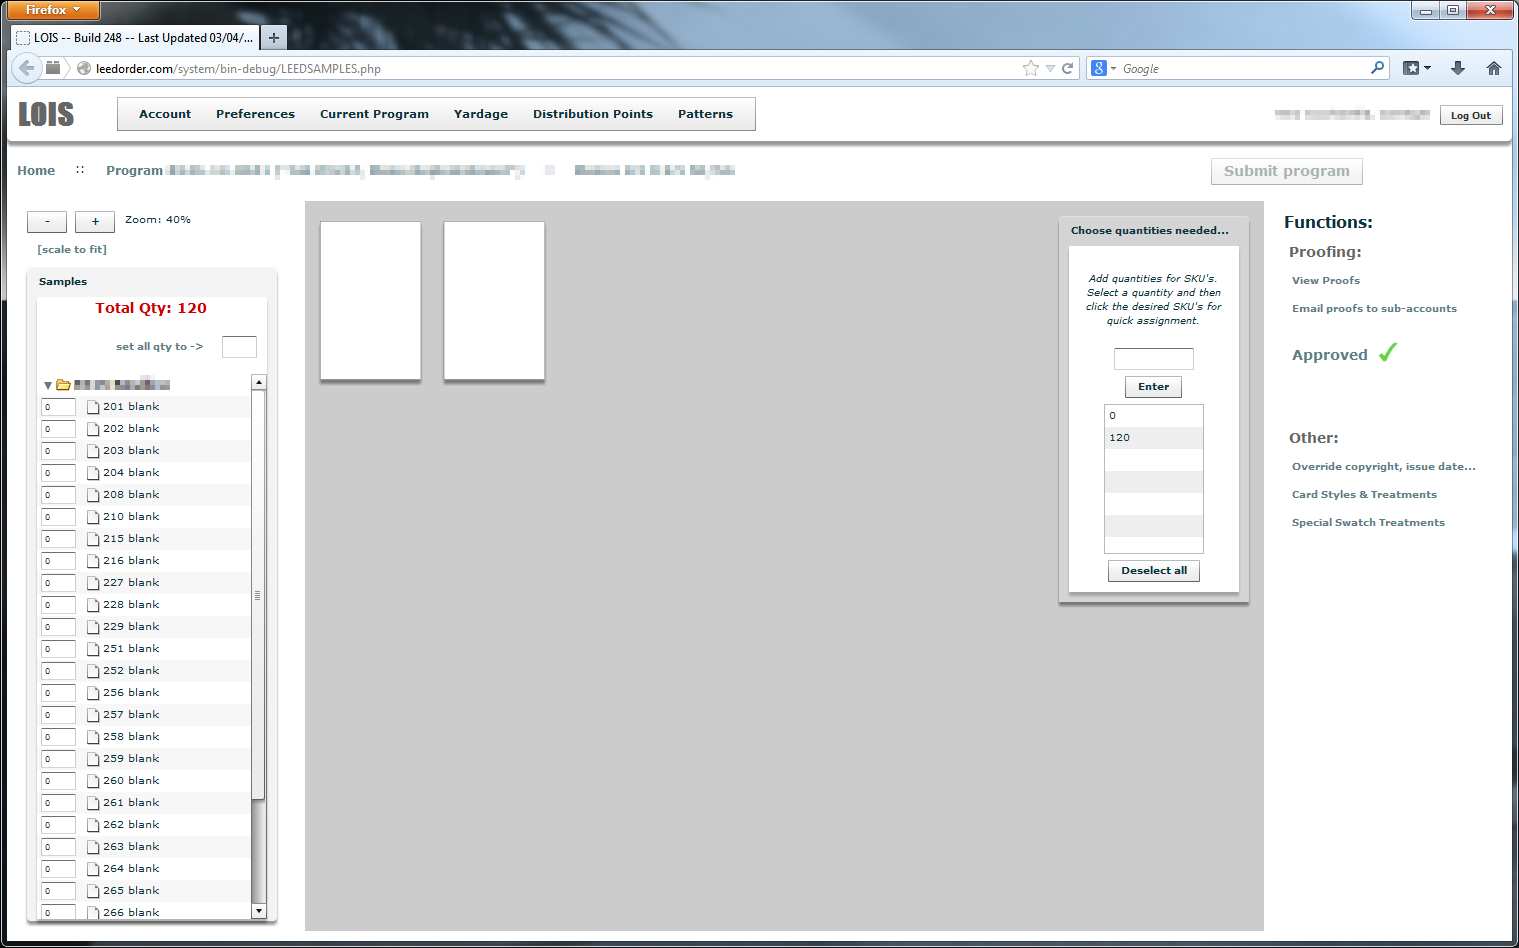 Firefox
LOIS -- Build 248 -- Last Updated 03/04/...
leedorder.com/system/bin-debug/LEEDSAMPLES.php
Google
LOIS
Account Preferences Current Program Yardage Distribution Points Patterns
Log Out
Home :: Program
Submit program
- + Zoom: 40%
[scale to fit]
Samples
Total Qty: 120
set all qty to ->
0 201 blank
0 202 blank
0 203 blank
0 204 blank
0 208 blank
0 210 blank
0 215 blank
0 216 blank
0 227 blank
0 228 blank
0 229 blank
0 251 blank
0 252 blank
0 256 blank
0 257 blank
0 258 blank
0 259 blank
0 260 blank
0 261 blank
0 262 blank
0 263 blank
0 264 blank
0 265 blank
0 266 blank
Choose quantities needed...
Add quantities for SKU's.
Select a quantity and then
click the desired SKU's for
quick assignment.
Enter
0
120
Deselect all
Functions:
Proofing:
View Proofs
Email proofs to sub-accounts
Approved
Other:
Override copyright, issue date...
Card Styles & Treatments
Special Swatch Treatments